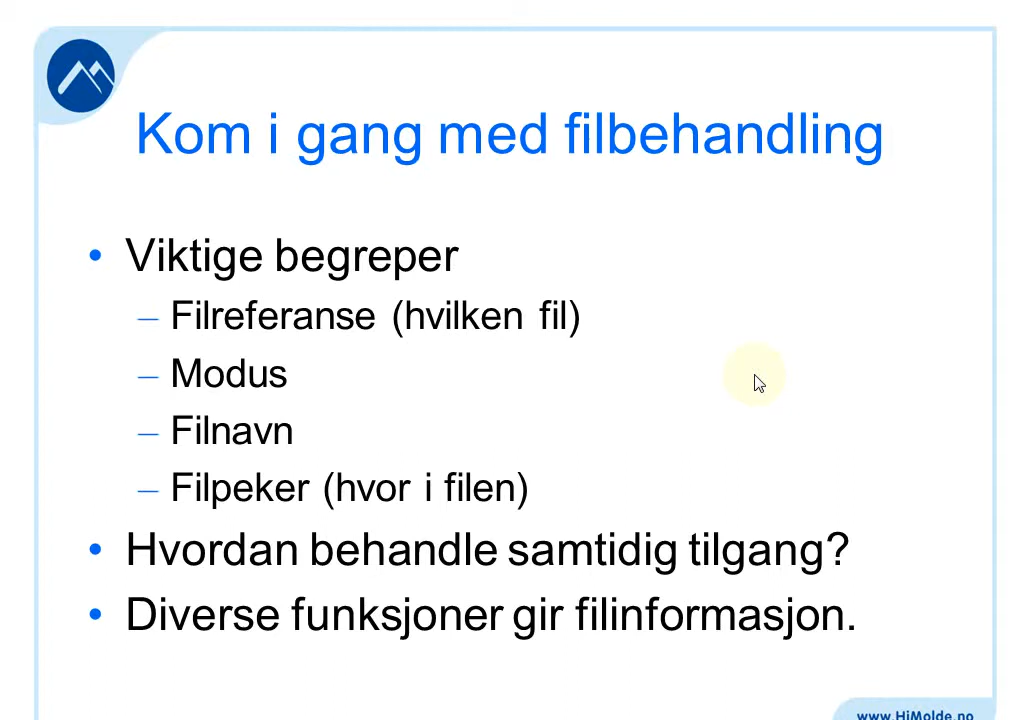 Kom i gang med filbehandling
• Viktige begreper
– Filreferanse (hvilken fil)
– Modus
– Filnavn
– Filpeker (hvor i filen)
• Hvordan behandle samtidig tilgang?
• Diverse funksjoner gir filinformasjon.
www.HiMolde.no